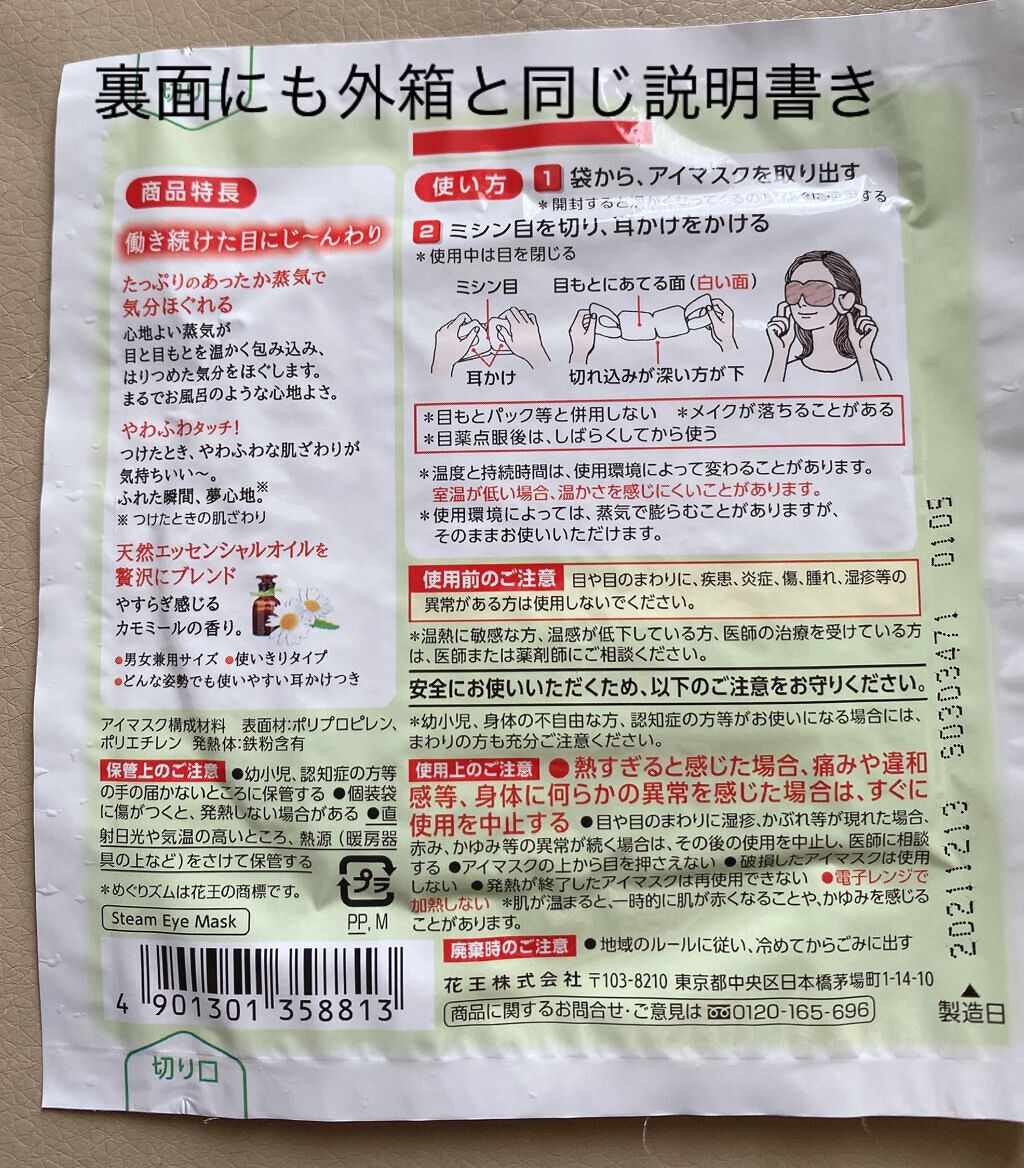 裏面にも外箱と同じ説明書き
切り口
商品特長
働き続けた目にじ〜んわり
たっぷりのあったか蒸気で
気分ほぐれる
心地よい蒸気が
目と目もとを温かく包み込み、
はりつめた気分をほぐします。
まるでお風呂のような心地よさ。
やわふわタッチ!
つけたとき、やわふわな肌ざわりが
気持ちいい〜。
ふれた瞬間、夢心地。※
※ つけたときの肌ざわり
天然エッセンシャルオイルを
贅沢にブレンド
やすらぎ感じる
カモミールの香り。
●男女兼用サイズ ●使いきりタイプ
●どんな姿勢でも使いやすい耳かけつき
アイマスク構成材料 表面材:ポリプロピレン、
ポリエチレン 発熱体:鉄粉含有
保管上のご注意 ●幼小児、認知症の方等
の手の届かないところに保管する ●個装袋
に傷がつくと、発熱しない場合がある ●直
射日光や気温の高いところ、熱源(暖房器
具の上など)をさけて保管する
*めぐりズムは花王の商標です。
Steam Eye Mask
プラ
PP, M
4 901301 358813
切り口
使い方 1 袋から、アイマスクを取り出す
*開封すると する
2 ミシン目を切り、耳かけをかける
*使用中は目を閉じる
ミシン目 目もとにあてる面(白い面)
耳かけ 切れ込みが深い方が下
*目もとパック等と併用しない *メイクが落ちることがある
*目薬点眼後は、しばらくしてから使う
*温度と持続時間は、使用環境によって変わることがあります。
室温が低い場合、温かさを感じにくいことがあります。
*使用環境によっては、蒸気で膨らむことがありますが、
そのままお使いいただけます。
使用前のご注意 目や目のまわりに、疾患、炎症、傷、腫れ、湿疹等の
異常がある方は使用しないでください。
*温熱に敏感な方、温感が低下している方、医師の治療を受けている方
は、医師または薬剤師にご相談ください。
安全にお使いいただくため、以下のご注意をお守りください。
*幼小児、身体の不自由な方、認知症の方等がお使いになる場合には、
まわりの方も充分ご注意ください。
使用上のご注意 ●熱すぎると感じた場合、痛みや違和
感等、身体に何らかの異常を感じた場合は、すぐに
使用を中止する ●目や目のまわりに湿疹、かぶれ等が現れた場合、
赤み、かゆみ等の異常が続く場合は、その後の使用を中止し、医師に相談
する ●アイマスクの上から目を押さえない ●破損したアイマスクは使用
しない ●発熱が終了したアイマスクは再使用できない ●電子レンジで
加熱しない *肌が温まると、一時的に肌が赤くなることや、かゆみを感じる
ことがあります。
廃棄時のご注意 ●地域のルールに従い、冷めてからごみに出す
花王株式会社 〒103-8210 東京都中央区日本橋茅場町1-14-10
商品に関するお問合せ・ご意見は 0120-165-696
2021.12.13 S0303471 0105
▲
製造日